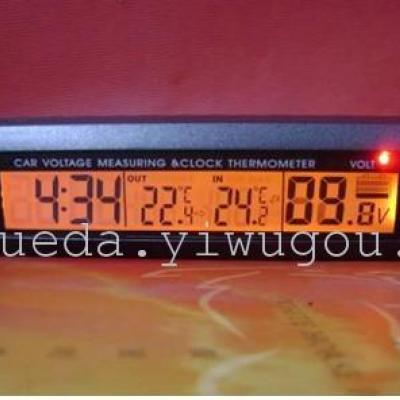 CAR VOLTAGE MEASURING &CLOCK THERMOMETER VOLT
OUT IN
4:34 22.4℃ 24.2℃ 09.8V
ueda.yiwugou.